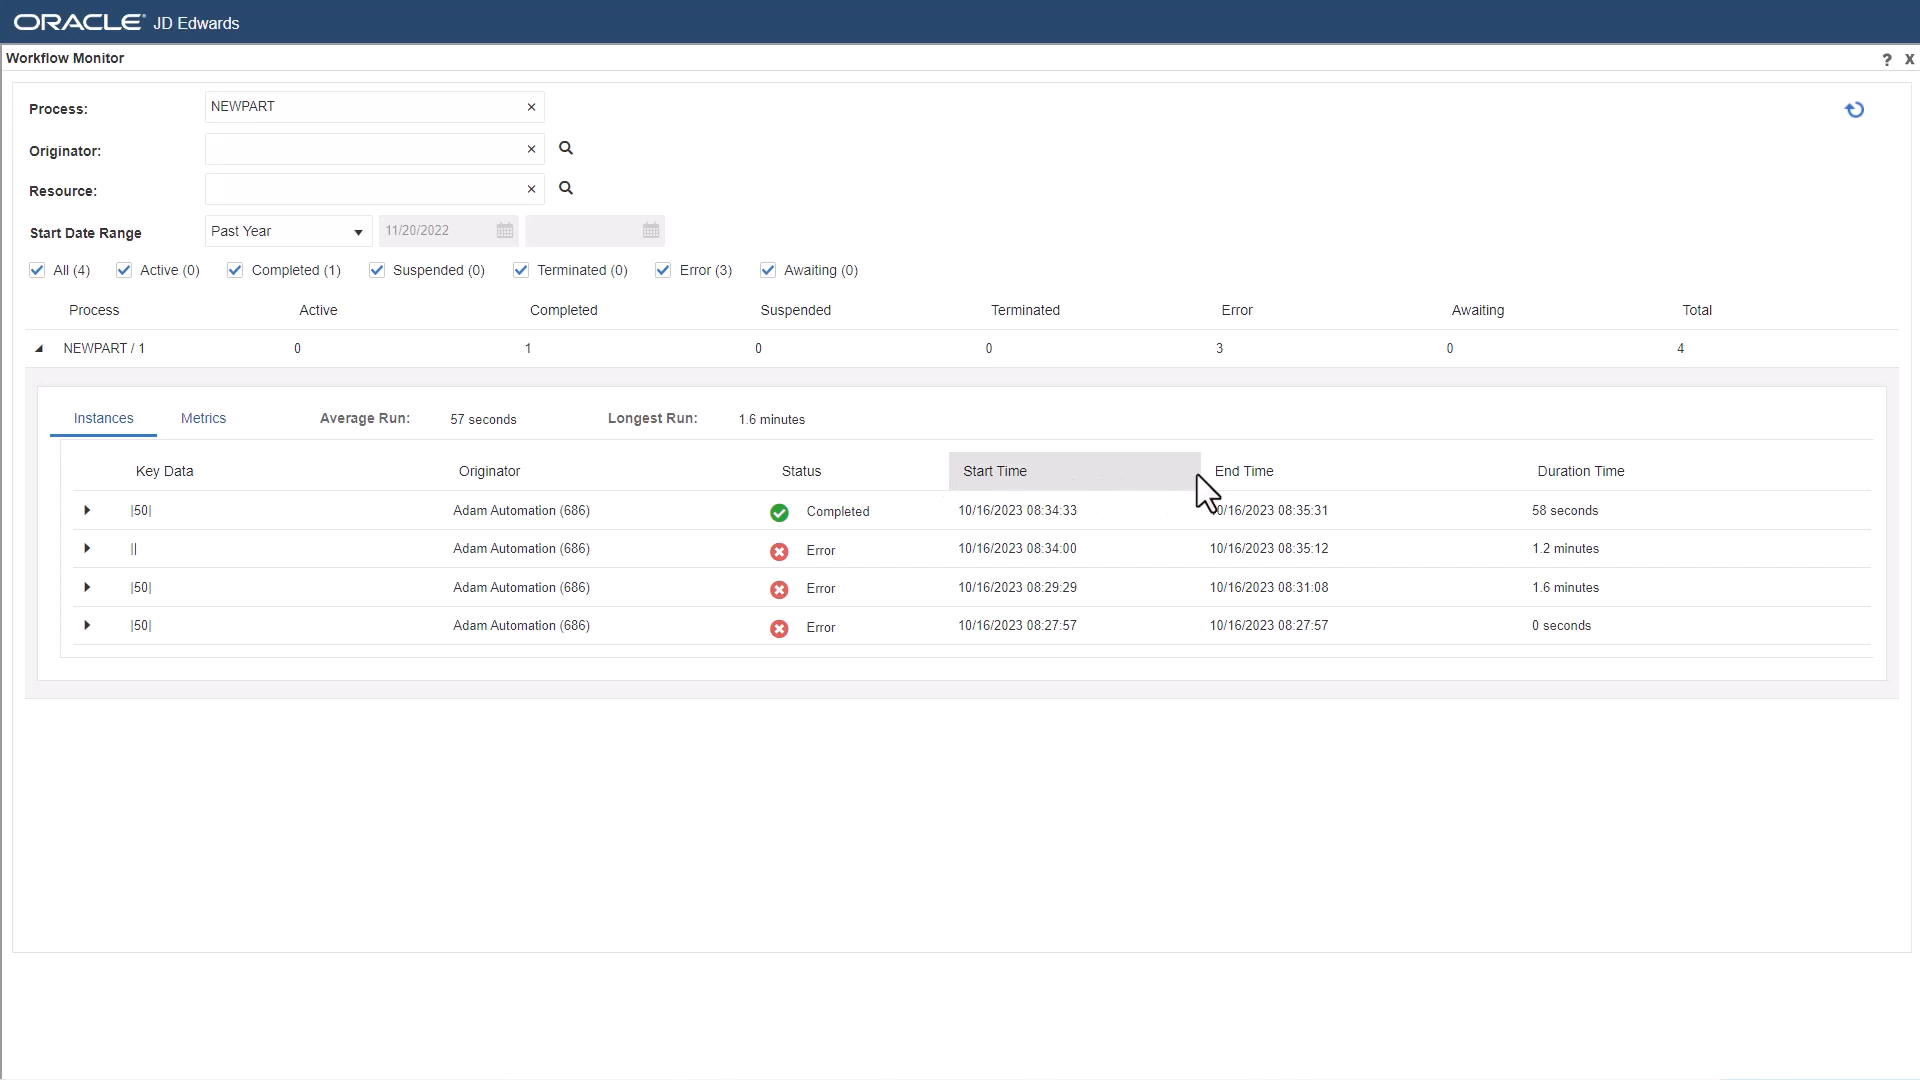 ORACLE JD Edwards
Workflow Monitor ? X
Process: NEWPART ×
Originator: ×
Resource: ×
Start Date Range Past Year 11/20/2022
All (4) Active (0) Completed (1) Suspended (0) Terminated (0) Error (3) Awaiting (0)
Process Active Completed Suspended Terminated Error Awaiting Total
NEWPART / 1 0 1 0 0 3 0 4
Instances Metrics Average Run: 57 seconds Longest Run: 1.6 minutes
Key Data Originator Status Start Time End Time Duration Time
|50| Adam Automation (686) Completed 10/16/2023 08:34:33 10/16/2023 08:35:31 58 seconds
|| Adam Automation (686) Error 10/16/2023 08:34:00 10/16/2023 08:35:12 1.2 minutes
|50| Adam Automation (686) Error 10/16/2023 08:29:29 10/16/2023 08:31:08 1.6 minutes
|50| Adam Automation (686) Error 10/16/2023 08:27:57 10/16/2023 08:27:57 0 seconds